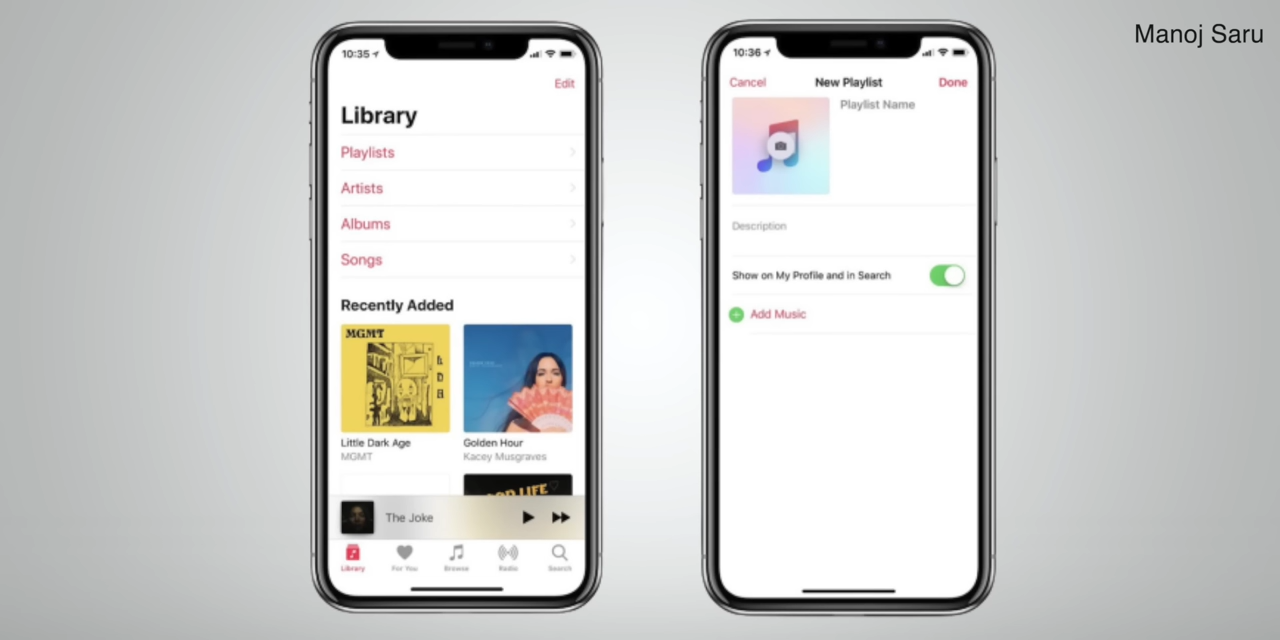 Manoj Saru
10:35
Edit
Library
Playlists
Artists
Albums
Songs
Recently Added
MGMT
L
D
A
Little Dark Age
MGMT
Golden Hour
Kacey Musgraves
LIFE
The Joke
Library
For You
Browse
Radio
Search
10:36
Cancel
New Playlist
Done
Playlist Name
Description
Show on My Profile and in Search
Add Music